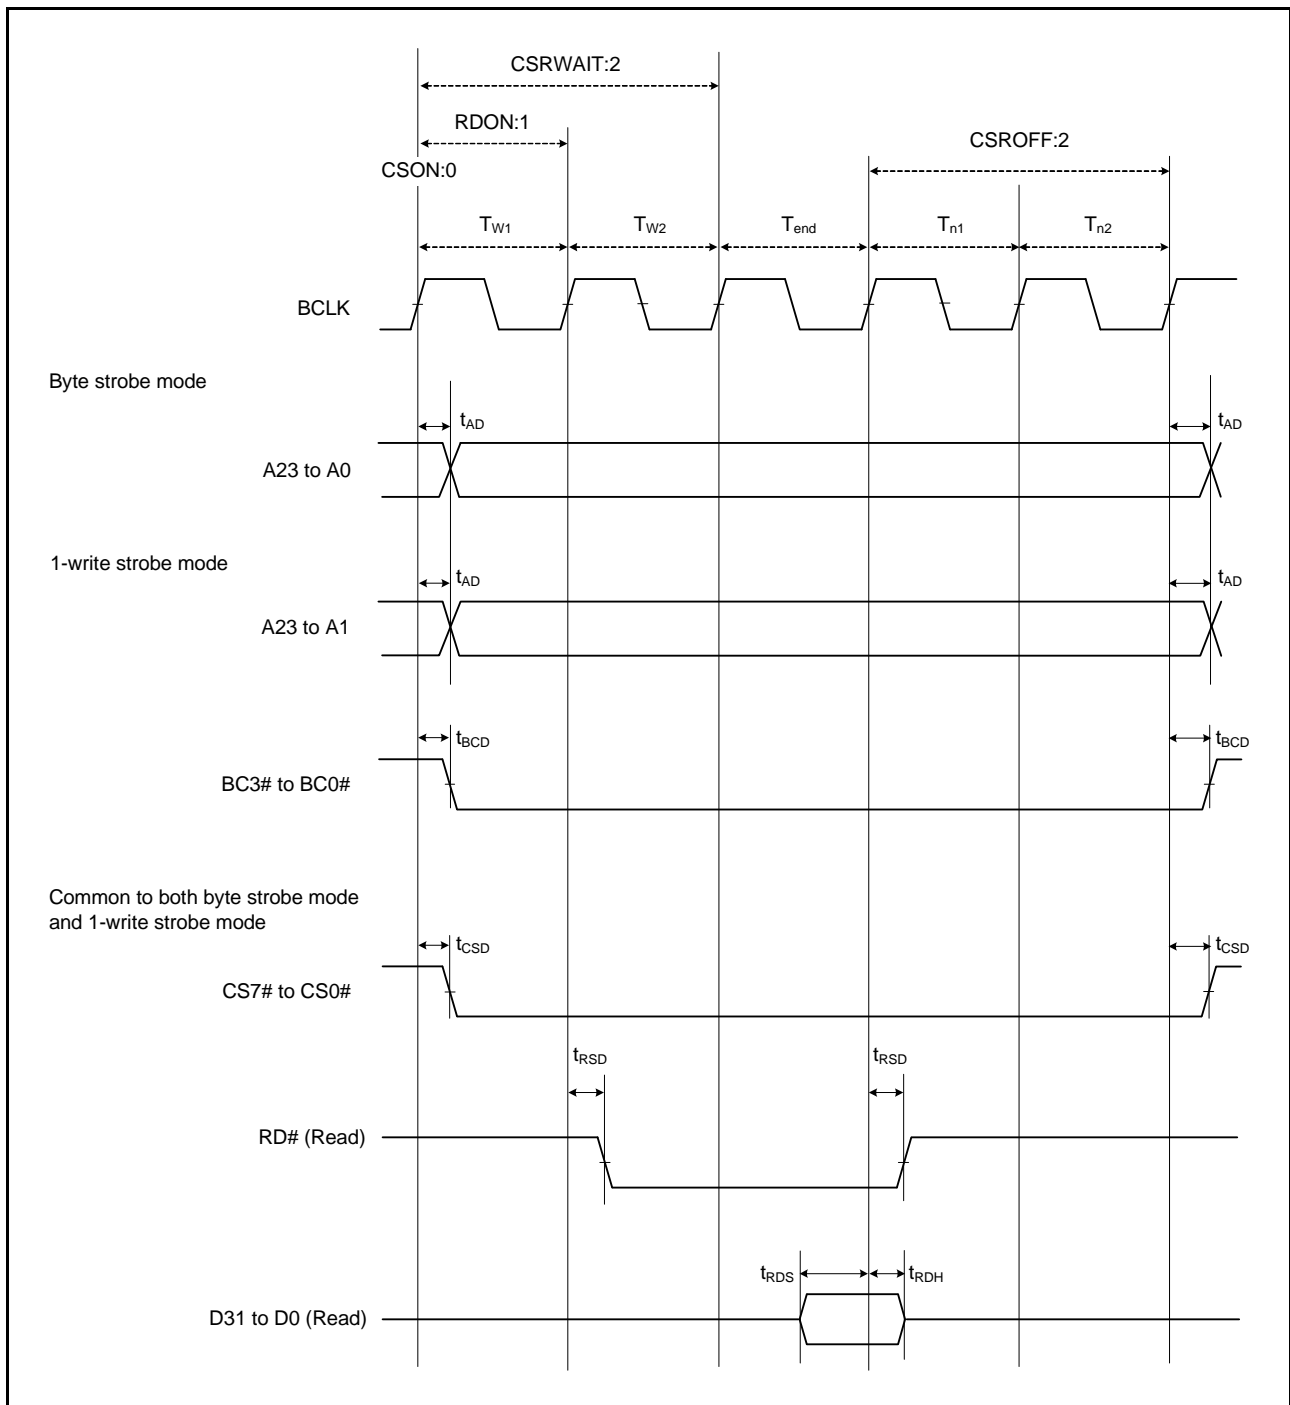 CSRWAIT:2
RDON:1
CSROFF:2
CSON:0
TW1
TW2
Tend
Tn1
Tn2
BCLK
Byte strobe mode
tAD
tAD
A23 to A0
1-write strobe mode
tAD
tAD
A23 to A1
tBCD
tBCD
BC3# to BC0#
Common to both byte strobe mode
and 1-write strobe mode
tCSD
tCSD
CS7# to CS0#
tRSD
tRSD
RD# (Read)
tRDS
tRDH
D31 to D0 (Read)